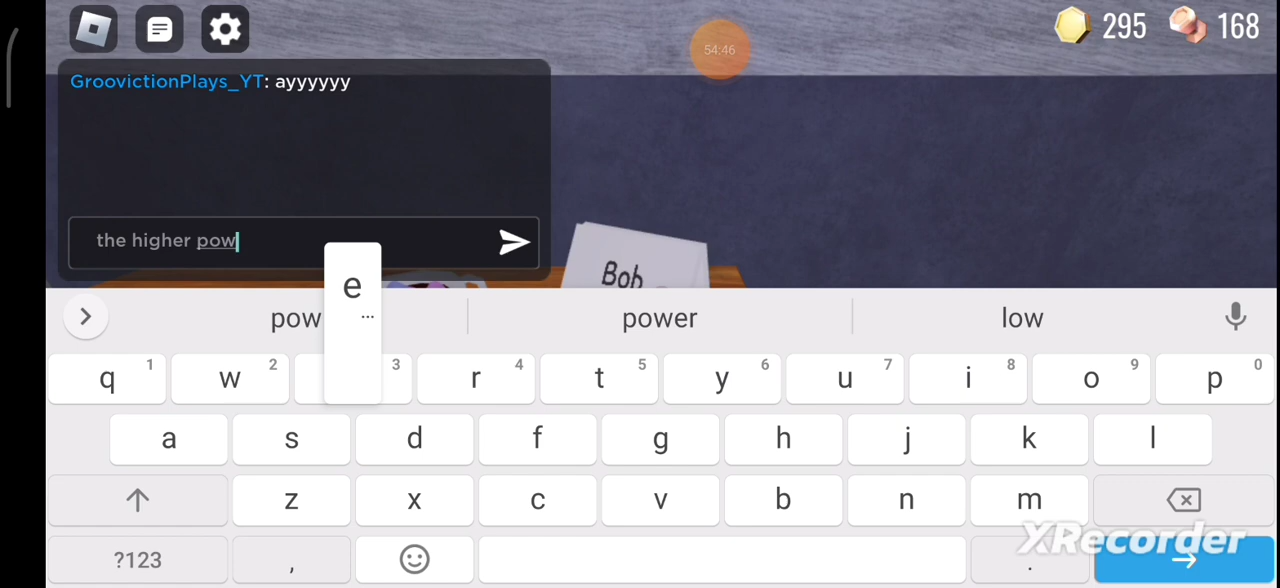 54:46
295
168
GroovictionPlays_YT: ayyyyyy
the higher pow
Bob
e
...
pow
power
low
q 1 w 2 3 r 4 t 5 y 6 u 7 i 8 o 9 p 0
a s d f g h j k l
z x c v b n m
XRecorder
?123 , .